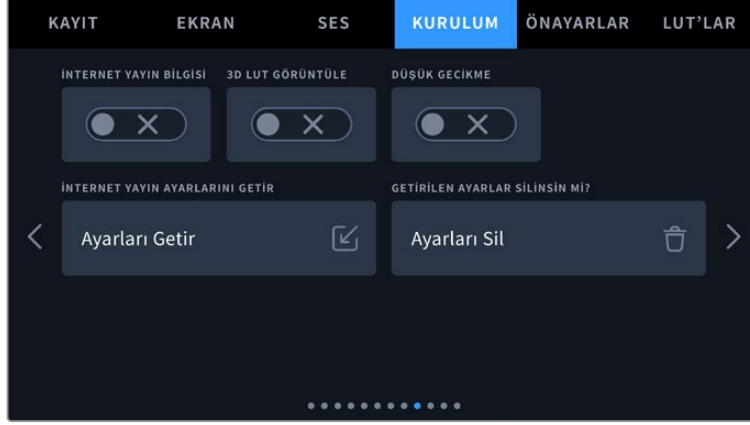 KAYIT EKRAN SES KURULUM ÖNAYARLAR LUT’LAR
İNTERNET YAYIN BİLGİSİ 3D LUT GÖRÜNTÜLE DÜŞÜK GECİKME
İNTERNET YAYIN AYARLARINI GETİR GETİRİLEN AYARLAR SİLİNSİN Mİ?
Ayarları Getir Ayarları Sil